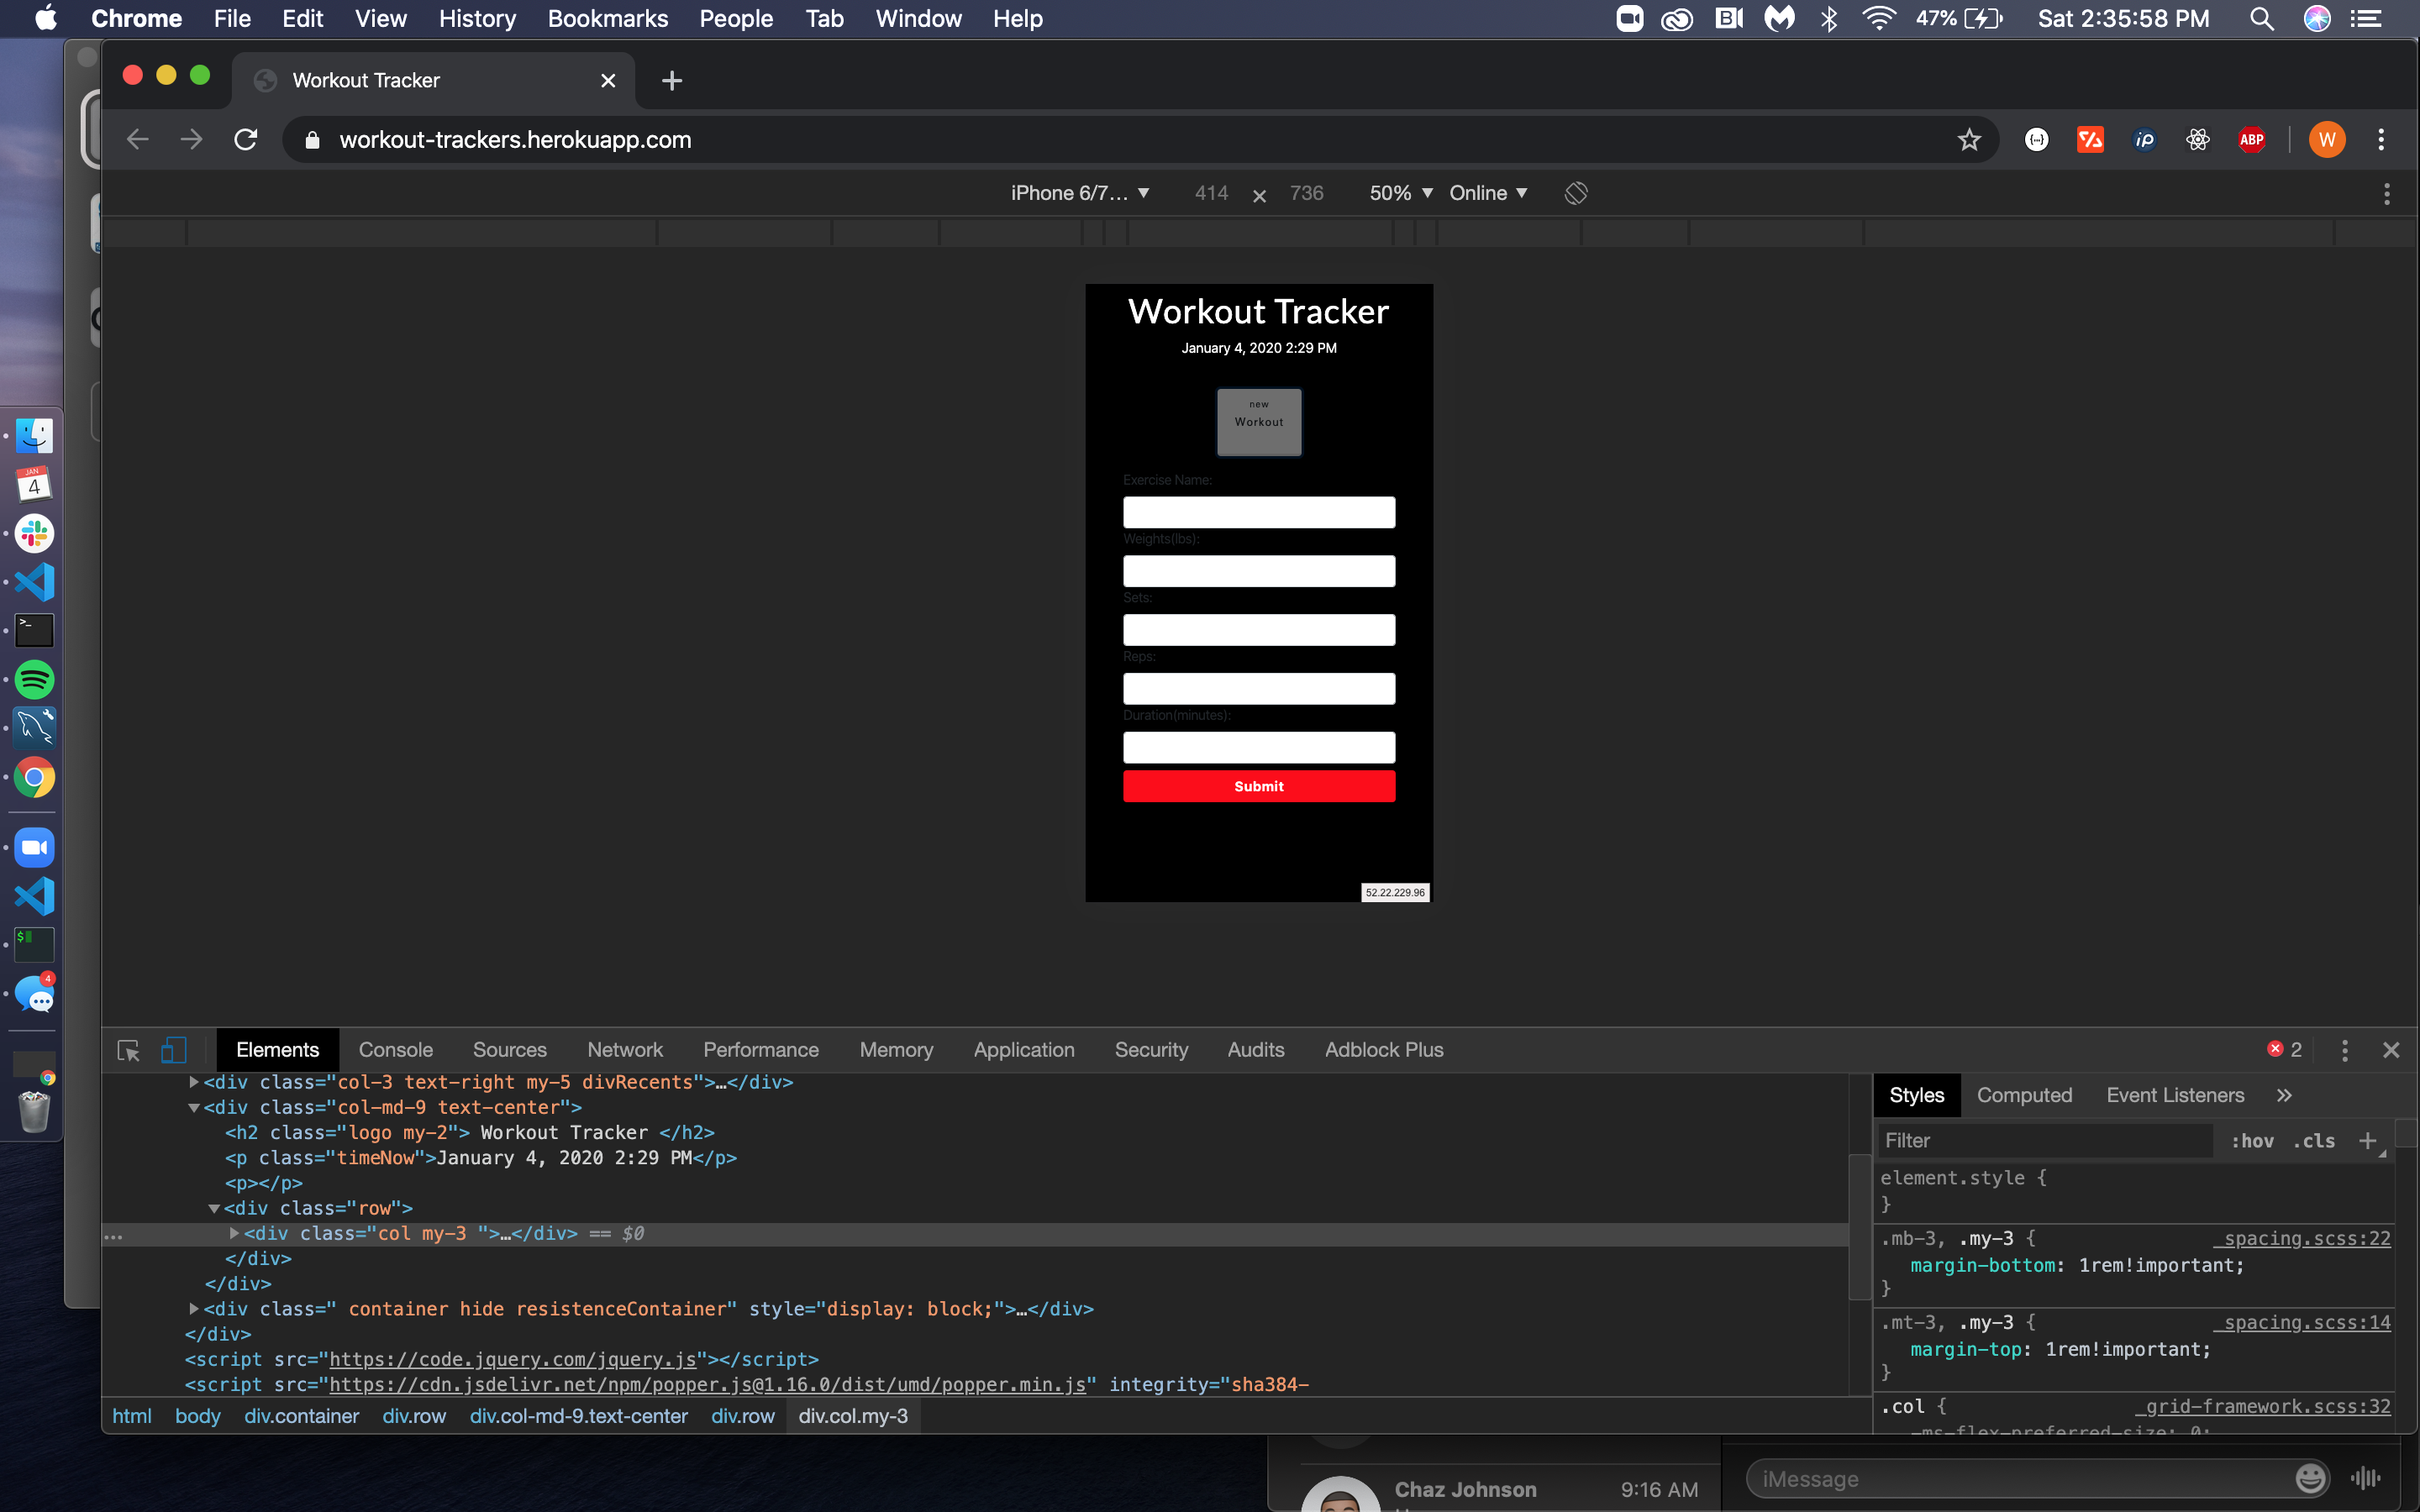 Chrome File Edit View History Bookmarks People Tab Window Help 47% Sat 2:35:58 PM
Workout Tracker
workout-trackers.herokuapp.com
ABP W
iPhone 6/7… 414 736 50% Online
Workout Tracker
January 4, 2020 2:29 PM
new
Workout
Exercise Name:
Weights(lbs):
Sets:
Reps:
Duration(minutes):
Submit
52.22.229.96
JAN
4
4
Elements Console Sources Network Performance Memory Application Security Audits Adblock Plus 2
<div class="col-3 text-right my-5 divRecents">…</div>
<div class="col-md-9 text-center">
<h2 class="logo my-2"> Workout Tracker </h2>
<p class="timeNow">January 4, 2020 2:29 PM</p>
<p></p>
<div class="row">
... <div class="col my-3 ">…</div> == $0
</div>
</div>
<div class=" container hide resistenceContainer" style="display: block;">…</div>
</div>
<script src="https://code.jquery.com/jquery.js"></script>
<script src="https://cdn.jsdelivr.net/npm/popper.js@1.16.0/dist/umd/popper.min.js" integrity="sha384-
html body div.container div.row div.col-md-9.text-center div.row div.col.my-3
Styles Computed Event Listeners »
Filter :hov .cls +
element.style {
}
.mb-3, .my-3 { _spacing.scss:22
margin-bottom: 1rem!important;
}
.mt-3, .my-3 { _spacing.scss:14
margin-top: 1rem!important;
}
.col { _grid-framework.scss:32
-ms-flex-preferred-size: 0;
Chaz Johnson 9:16 AM
iMessage